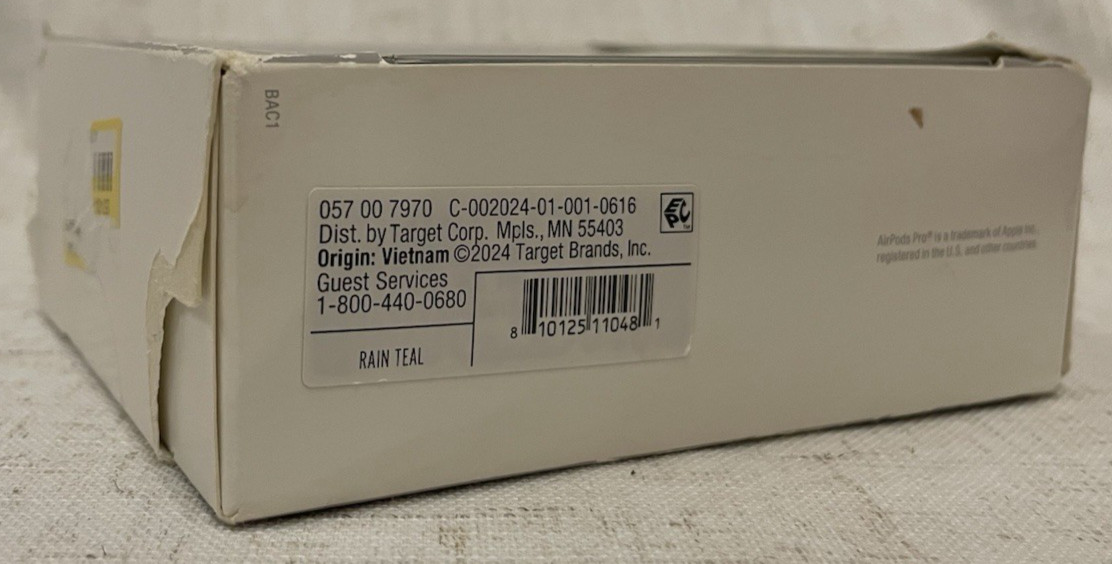 BAC1
057 00 7970 C-002024-01-001-0616
EPC
Dist. by Target Corp. Mpls., MN 55403
Origin: Vietnam ©2024 Target Brands, Inc.
Guest Services
1-800-440-0680
RAIN TEAL
8 10125 11048 1
AirPods Pro® is a trademark of Apple Inc.,
registered in the U.S. and other countries.